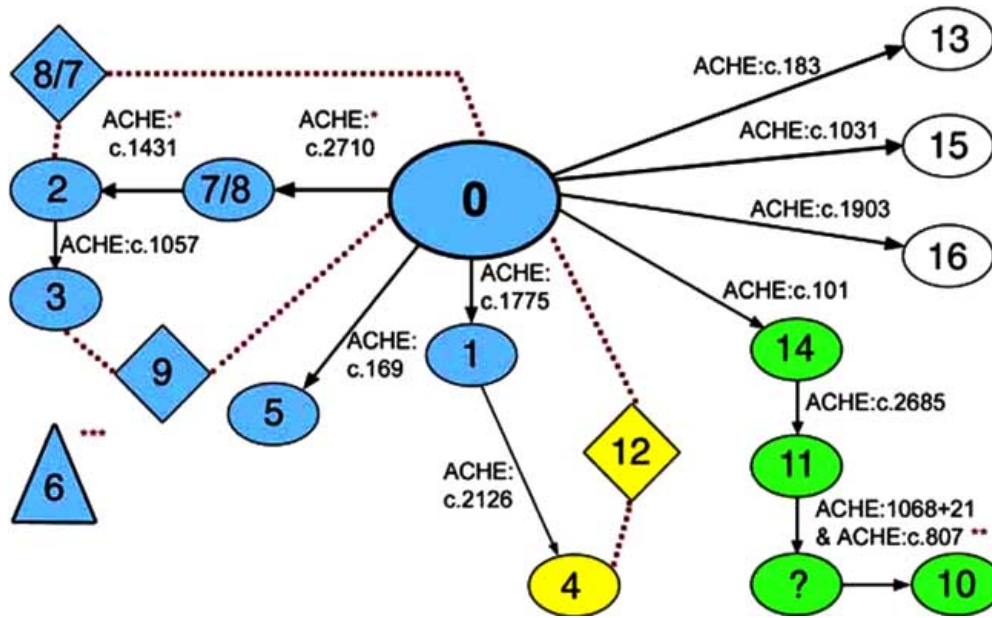 13
8/7
ACHE:c.183
ACHE:*
c.1431
ACHE:*
c.2710
ACHE:c.1031
15
2
7/8
0
ACHE:c.1903
16
ACHE:c.1057
3
ACHE:
c.1775
ACHE:c.101
14
1
ACHE:
c.169
9
5
ACHE:c.2685
6
***
12
11
ACHE:
c.2126
ACHE:1068+21
& ACHE:c.807 **
4
?
10